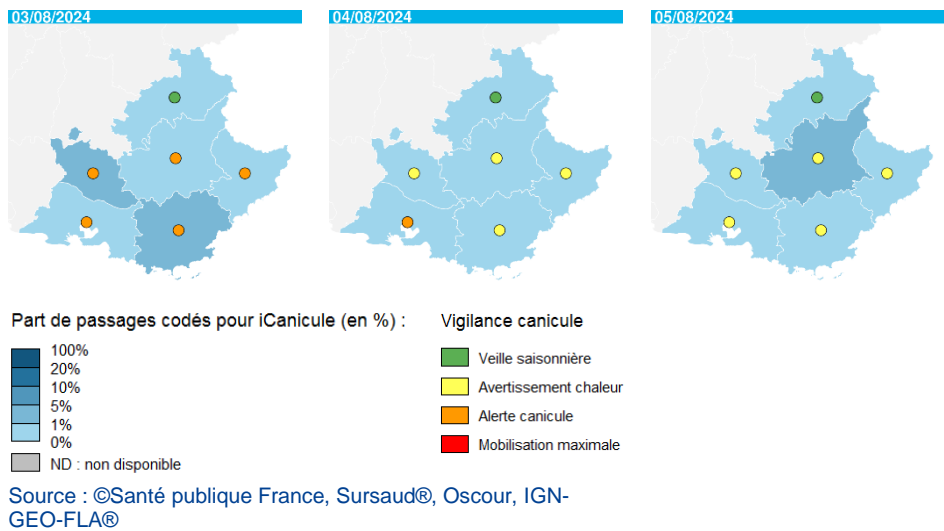 03/08/2024
04/08/2024
05/08/2024
Part de passages codés pour iCanicule (en %) :
100%
20%
10%
5%
1%
0%
ND : non disponible
Vigilance canicule
Veille saisonnière
Avertissement chaleur
Alerte canicule
Mobilisation maximale
Source : ©Santé publique France, Sursaud®, Oscour, IGN-
GEO-FLA®